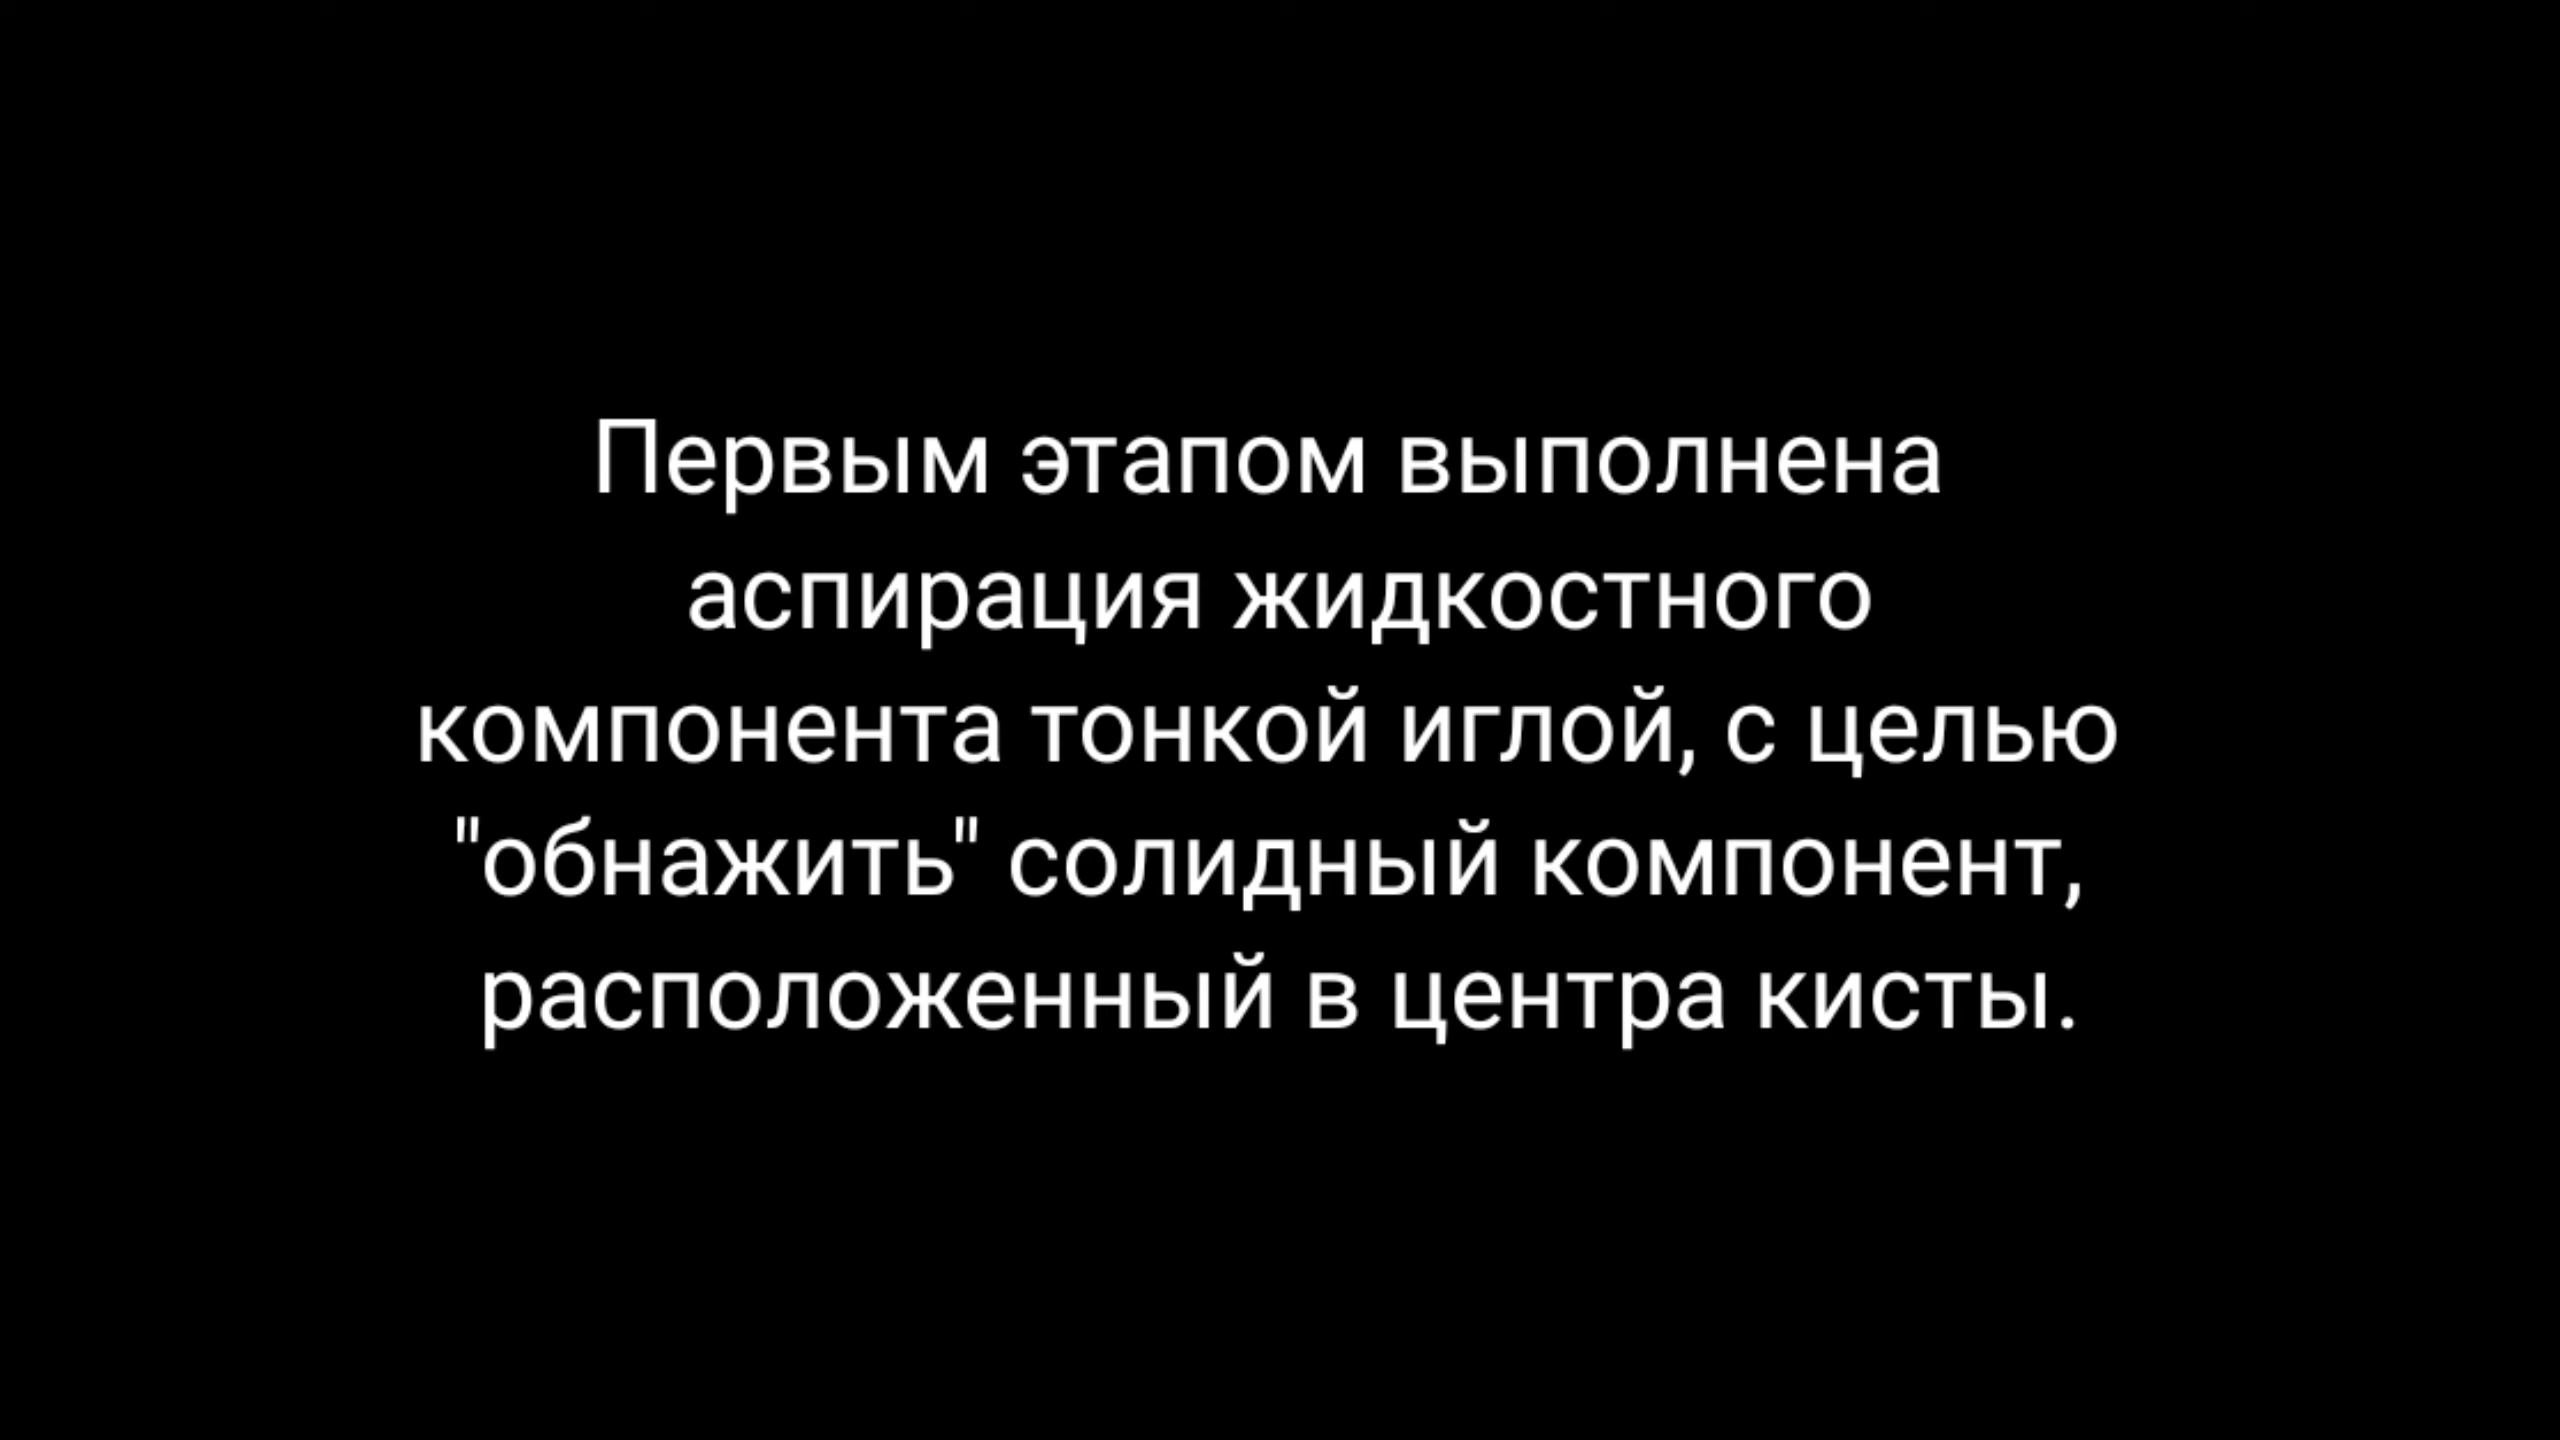 Первым этапом выполнена
аспирация жидкостного
компонента тонкой иглой, с целью
"обнажить" солидный компонент,
расположенный в центра кисты.